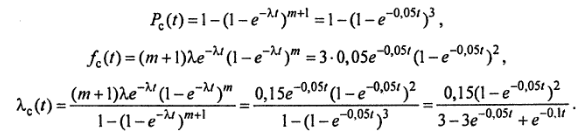 P_c(t) = 1 − (1 − e^{−λt})^{m+1} = 1 − (1 − e^{−0,05t})^3 ,
f_c(t) = (m + 1)λe^{−λt}(1 − e^{−λt})^m = 3 · 0,05e^{−0,05t}(1 − e^{−0,05t})^2 ,
λ_c(t) = \frac{(m + 1)λe^{−λt}(1 − e^{−λt})^m}{1 − (1 − e^{−λt})^{m+1}} = \frac{0,15e^{−0,05t}(1 − e^{−0,05t})^2}{1 − (1 − e^{−0,05t})^3} = \frac{0,15(1 − e^{−0,05t})^2}{3 − 3e^{−0,05t} + e^{−0,1t}} .